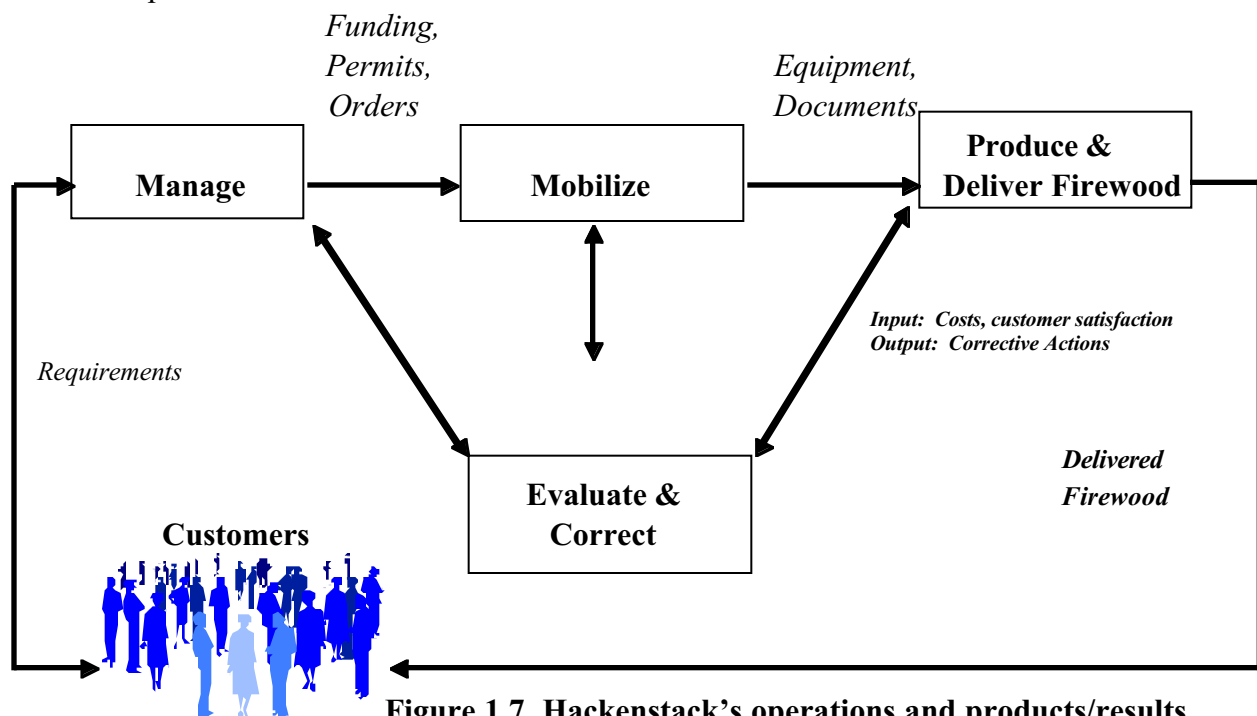 Funding,
Permits,
Orders
Equipment,
Documents
Manage
Mobilize
Produce &
Deliver Firewood
Input: Costs, customer satisfaction
Output: Corrective Actions
Requirements
Delivered
Firewood
Evaluate &
Correct
Customers
Figure 1.7 Hackenstack's operations and products/results